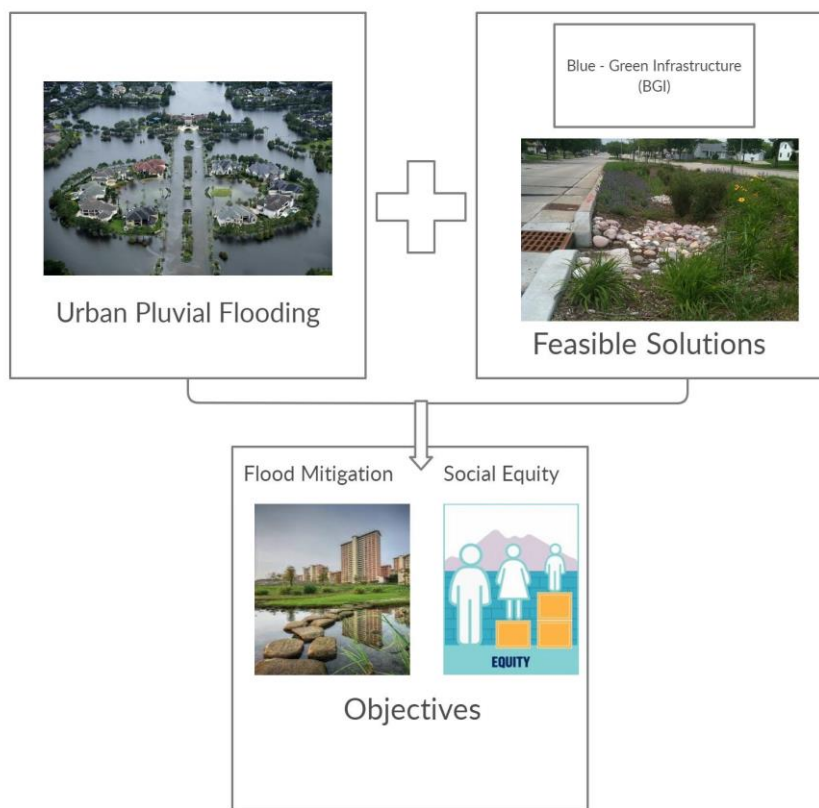 Blue - Green Infrastructure
(BGI)
Urban Pluvial Flooding
Feasible Solutions
Flood Mitigation
Social Equity
EQUITY
Objectives